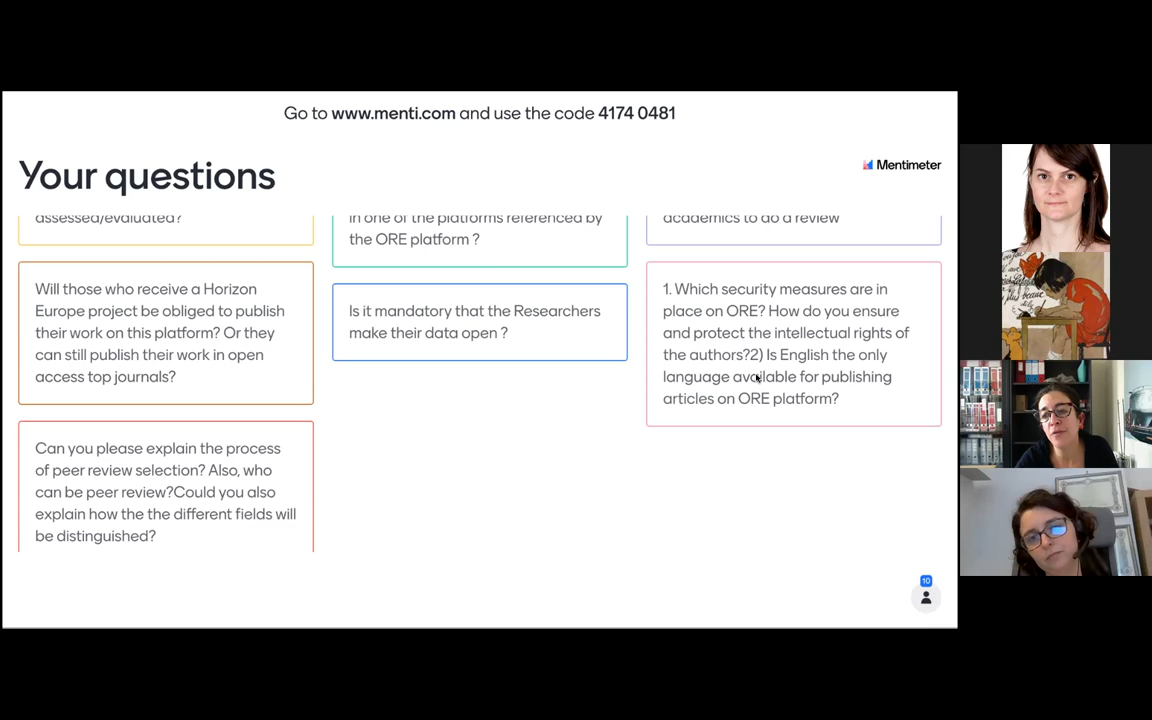 Go to www.menti.com and use the code 4174 0481
Your questions
Mentimeter
assessed/evaluated?
Will those who receive a Horizon
Europe project be obliged to publish
their work on this platform? Or they
can still publish their work in open
access top journals?
Can you please explain the process
of peer review selection? Also, who
can be peer review?Could you also
explain how the the different fields will
be distinguished?
in one of the platforms referenced by
the ORE platform ?
Is it mandatory that the Researchers
make their data open ?
academics to do a review
1. Which security measures are in
place on ORE? How do you ensure
and protect the intellectual rights of
the authors?2) Is English the only
language available for publishing
articles on ORE platform?
10